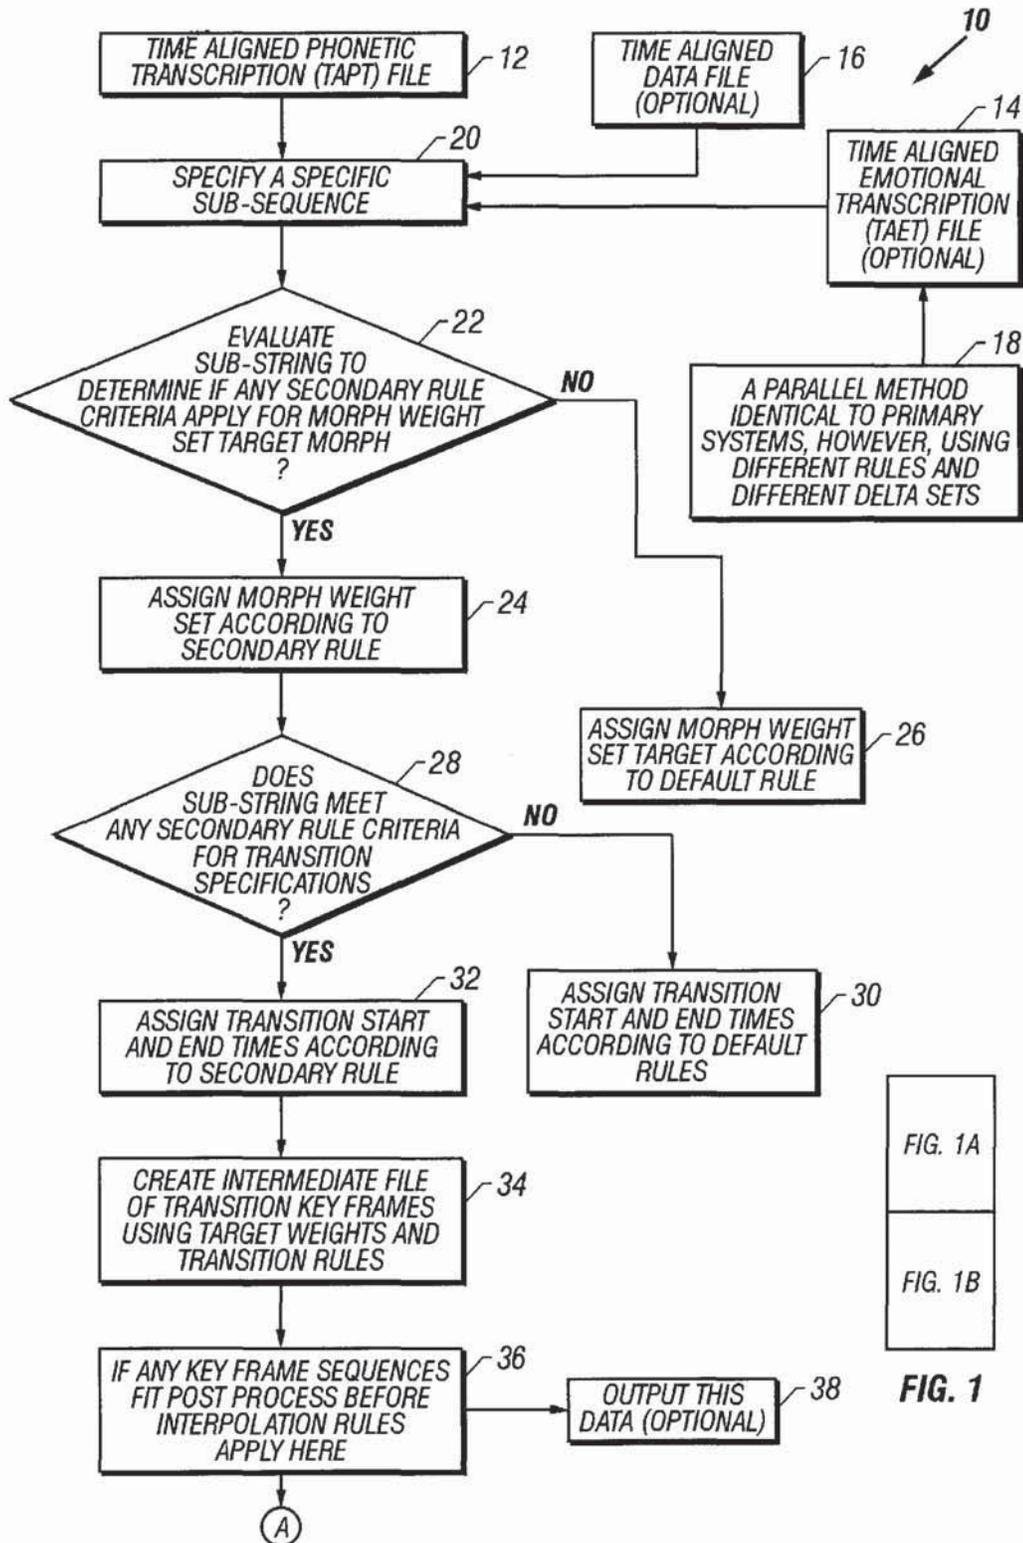 10
TIME ALIGNED PHONETIC
TRANSCRIPTION (TAPT) FILE
12
TIME ALIGNED
DATA FILE
(OPTIONAL)
16
14
TIME ALIGNED
EMOTIONAL
TRANSCRIPTION
(TAET) FILE
(OPTIONAL)
20
SPECIFY A SPECIFIC
SUB-SEQUENCE
22
EVALUATE
SUB-STRING TO
DETERMINE IF ANY SECONDARY RULE
CRITERIA APPLY FOR MORPH WEIGHT
SET TARGET MORPH
?
NO
YES
18
A PARALLEL METHOD
IDENTICAL TO PRIMARY
SYSTEMS, HOWEVER, USING
DIFFERENT RULES AND
DIFFERENT DELTA SETS
ASSIGN MORPH WEIGHT
SET ACCORDING TO
SECONDARY RULE
24
ASSIGN MORPH WEIGHT
SET TARGET ACCORDING
TO DEFAULT RULE
26
28
DOES
SUB-STRING MEET
ANY SECONDARY RULE CRITERIA
FOR TRANSITION
SPECIFICATIONS
?
NO
YES
32
ASSIGN TRANSITION START
AND END TIMES ACCORDING
TO SECONDARY RULE
ASSIGN TRANSITION
START AND END TIMES
ACCORDING TO DEFAULT
RULES
30
CREATE INTERMEDIATE FILE
OF TRANSITION KEY FRAMES
USING TARGET WEIGHTS AND
TRANSITION RULES
34
IF ANY KEY FRAME SEQUENCES
FIT POST PROCESS BEFORE
INTERPOLATION RULES
APPLY HERE
36
OUTPUT THIS
DATA (OPTIONAL)
38
A
FIG. 1A
FIG. 1B
FIG. 1